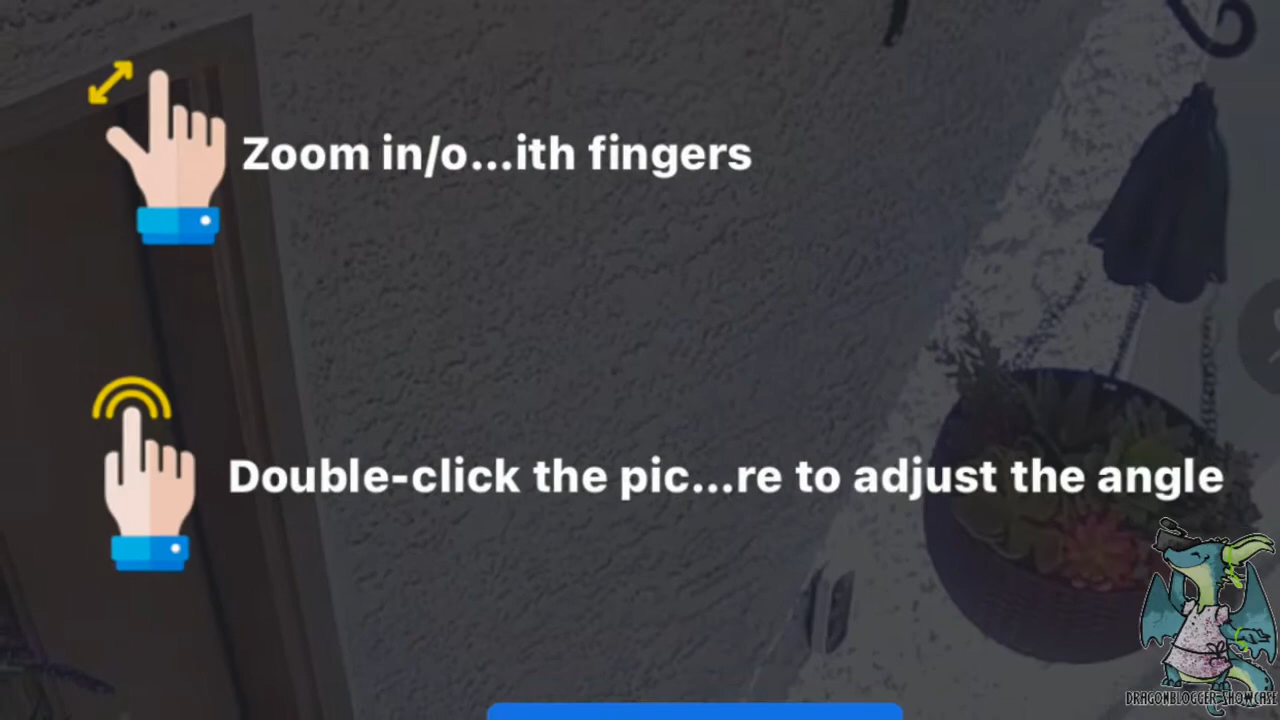 Zoom in/o...ith fingers
Double-click the pic...re to adjust the angle
DRAGONBLOGGER-SHOWCASE